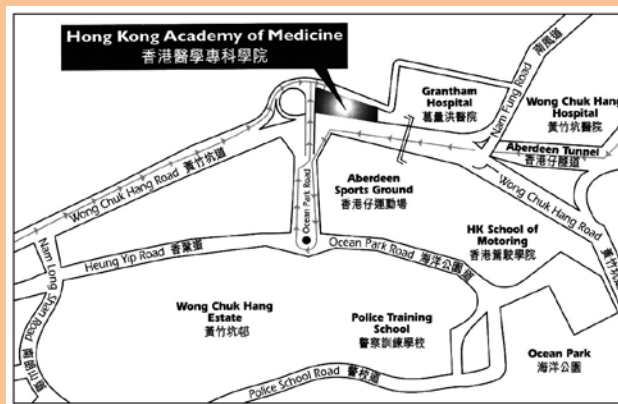 Hong Kong Academy of Medicine
香港醫學專科學院
Grantham
Hospital
葛量洪醫院
Nam Fung Road 南風道
Wong Chuk Hang
Hospital
黃竹坑醫院
Aberdeen Tunnel
香港仔隧道
Wong Chuk Hang Road 黃竹坑道
Ocean Park Road
Aberdeen
Sports Ground
香港仔運動場
Wong Chuk Hang Road 黃竹坑道
HK School of
Motoring
香港駕駛學院
Nam Long Shan Road 南朗山道
Heung Yip Road 香葉道
Ocean Park Road 海洋公園道
Wong Chuk Hang
Estate
黃竹坑邨
Police Training
School
警察訓練學校
Ocean Park
海洋公園
Police School Road 警校道